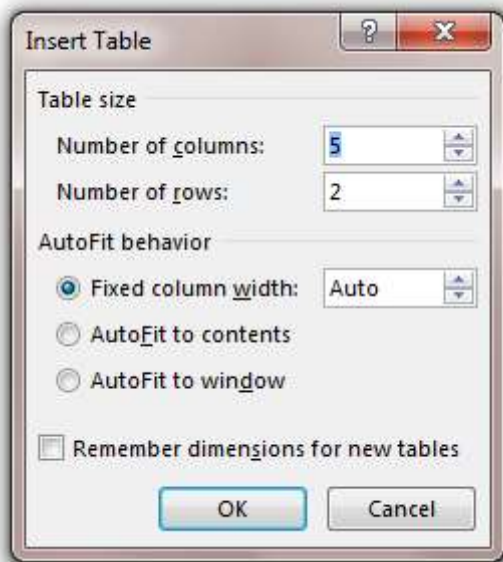 Insert Table
Table size
Number of columns: 5
Number of rows: 2
AutoFit behavior
Fixed column width: Auto
AutoFit to contents
AutoFit to window
Remember dimensions for new tables
OK Cancel